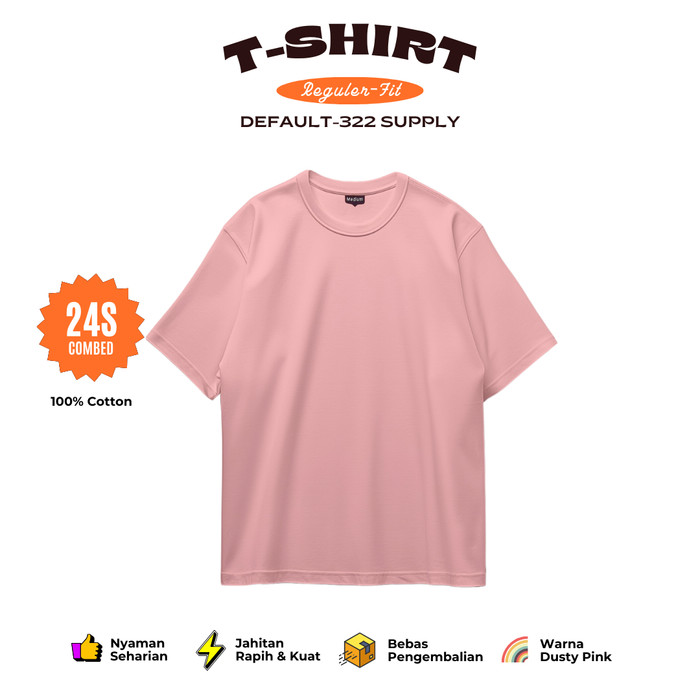 T-SHIRT
Reguler-Fit
DEFAULT-322 SUPPLY
Medium
24S
COMBED
100% Cotton
Nyaman
Seharian
Jahitan
Rapih & Kuat
Bebas
Pengembalian
Warna
Dusty Pink